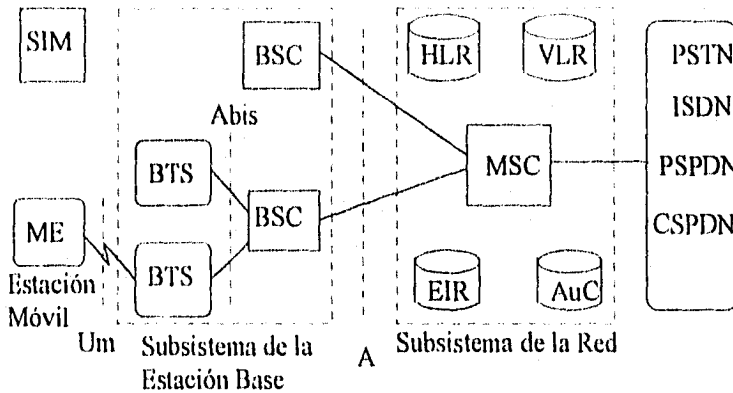 SIM
BSC
HLR
VLR
PSTN
Abis
ISDN
BTS
MSC
PSPDN
BSC
CSPDN
ME
BTS
EIR
AuC
Estación
Móvil
Um
Subsistema de la
Estación Base
A
Subsistema de la Red